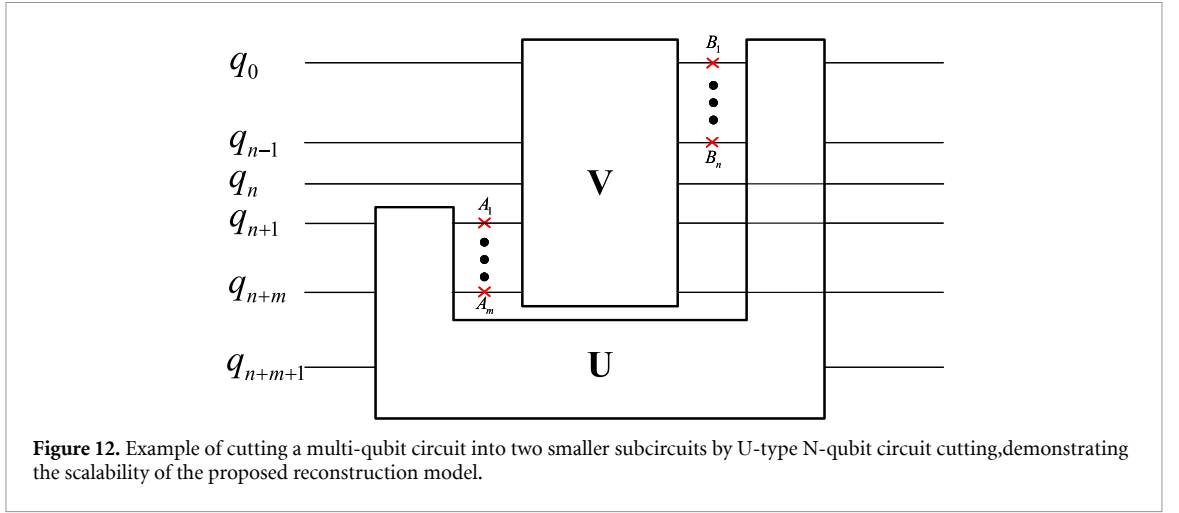 B₁
q₀
qₙ₋₁
Bₙ
V
qₙ
A₁
qₙ₊₁
qₙ₊ₘ
Aₘ
U
qₙ₊ₘ₊₁
Figure 12. Example of cutting a multi-qubit circuit into two smaller subcircuits by U-type N-qubit circuit cutting,demonstrating
the scalability of the proposed reconstruction model.